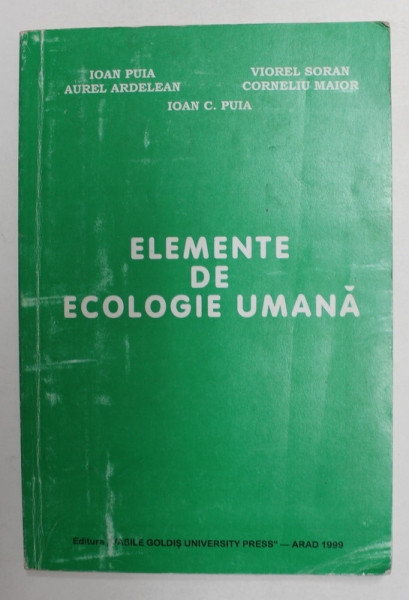 IOAN PUIA
AUREL ARDELEAN
VIOREL SORAN
CORNELIU MAIOR
IOAN C. PUIA
ELEMENTE
DE
ECOLOGIE UMANĂ
Editura „VASILE GOLDIŞ UNIVERSITY PRESS" — ARAD 1999